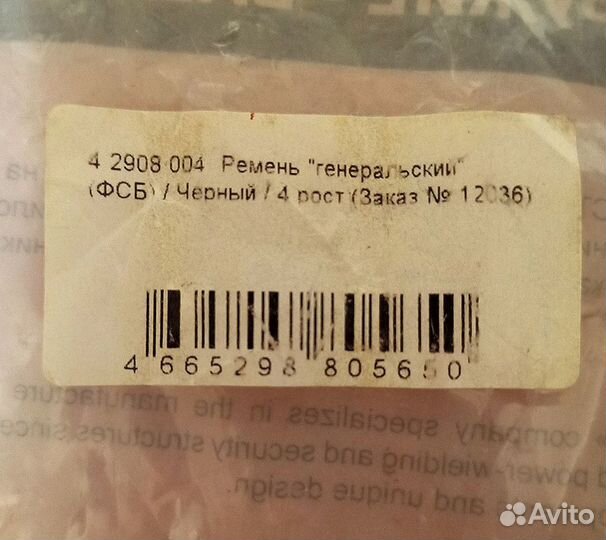 4 2908 004 Ремень "генеральский"
(ФСБ) / Черный / 4 рост (Заказ № 12036)
4 665298 805650
company specializes in the manufacture
power-wielding and security structures since
and unique design.
Avito